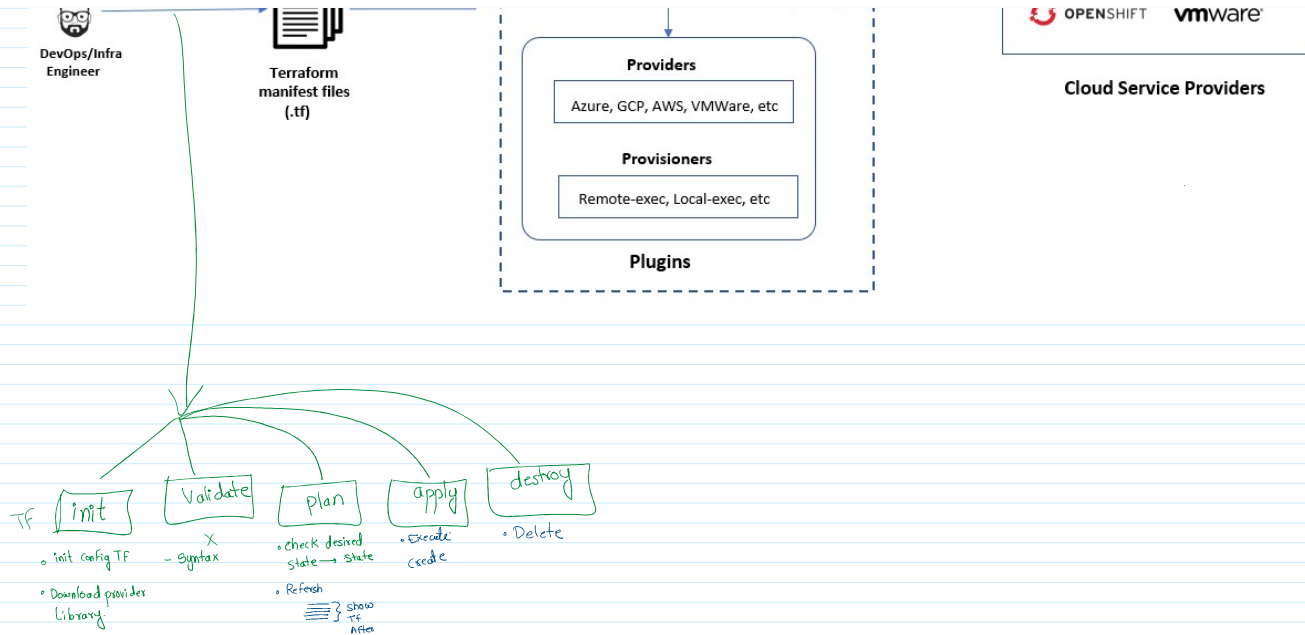 OPENSHIFT vmware®
DevOps/Infra
Engineer
Terraform
manifest files
(.tf)
Providers
Azure, GCP, AWS, VMWare, etc
Provisioners
Remote-exec, Local-exec, etc
Plugins
Cloud Service Providers
TF
init
• init config TF
• Download provider
Library.
Validate
X
- Syntax
plan
• check desired
state → state
• Refersh
show
TF
After
apply
• Execute
create
destroy
• Delete